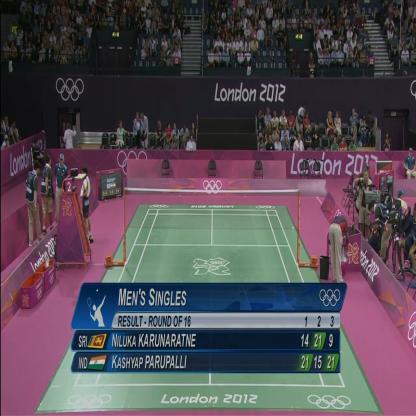 London 2012
London
London 2012
MEN'S SINGLES
RESULT - ROUND OF 16 1 2 3
SRI NILUKA KARUNARATNE 14 21 9
IND KASHYAP PARUPALLI 21 15 21
London 2012